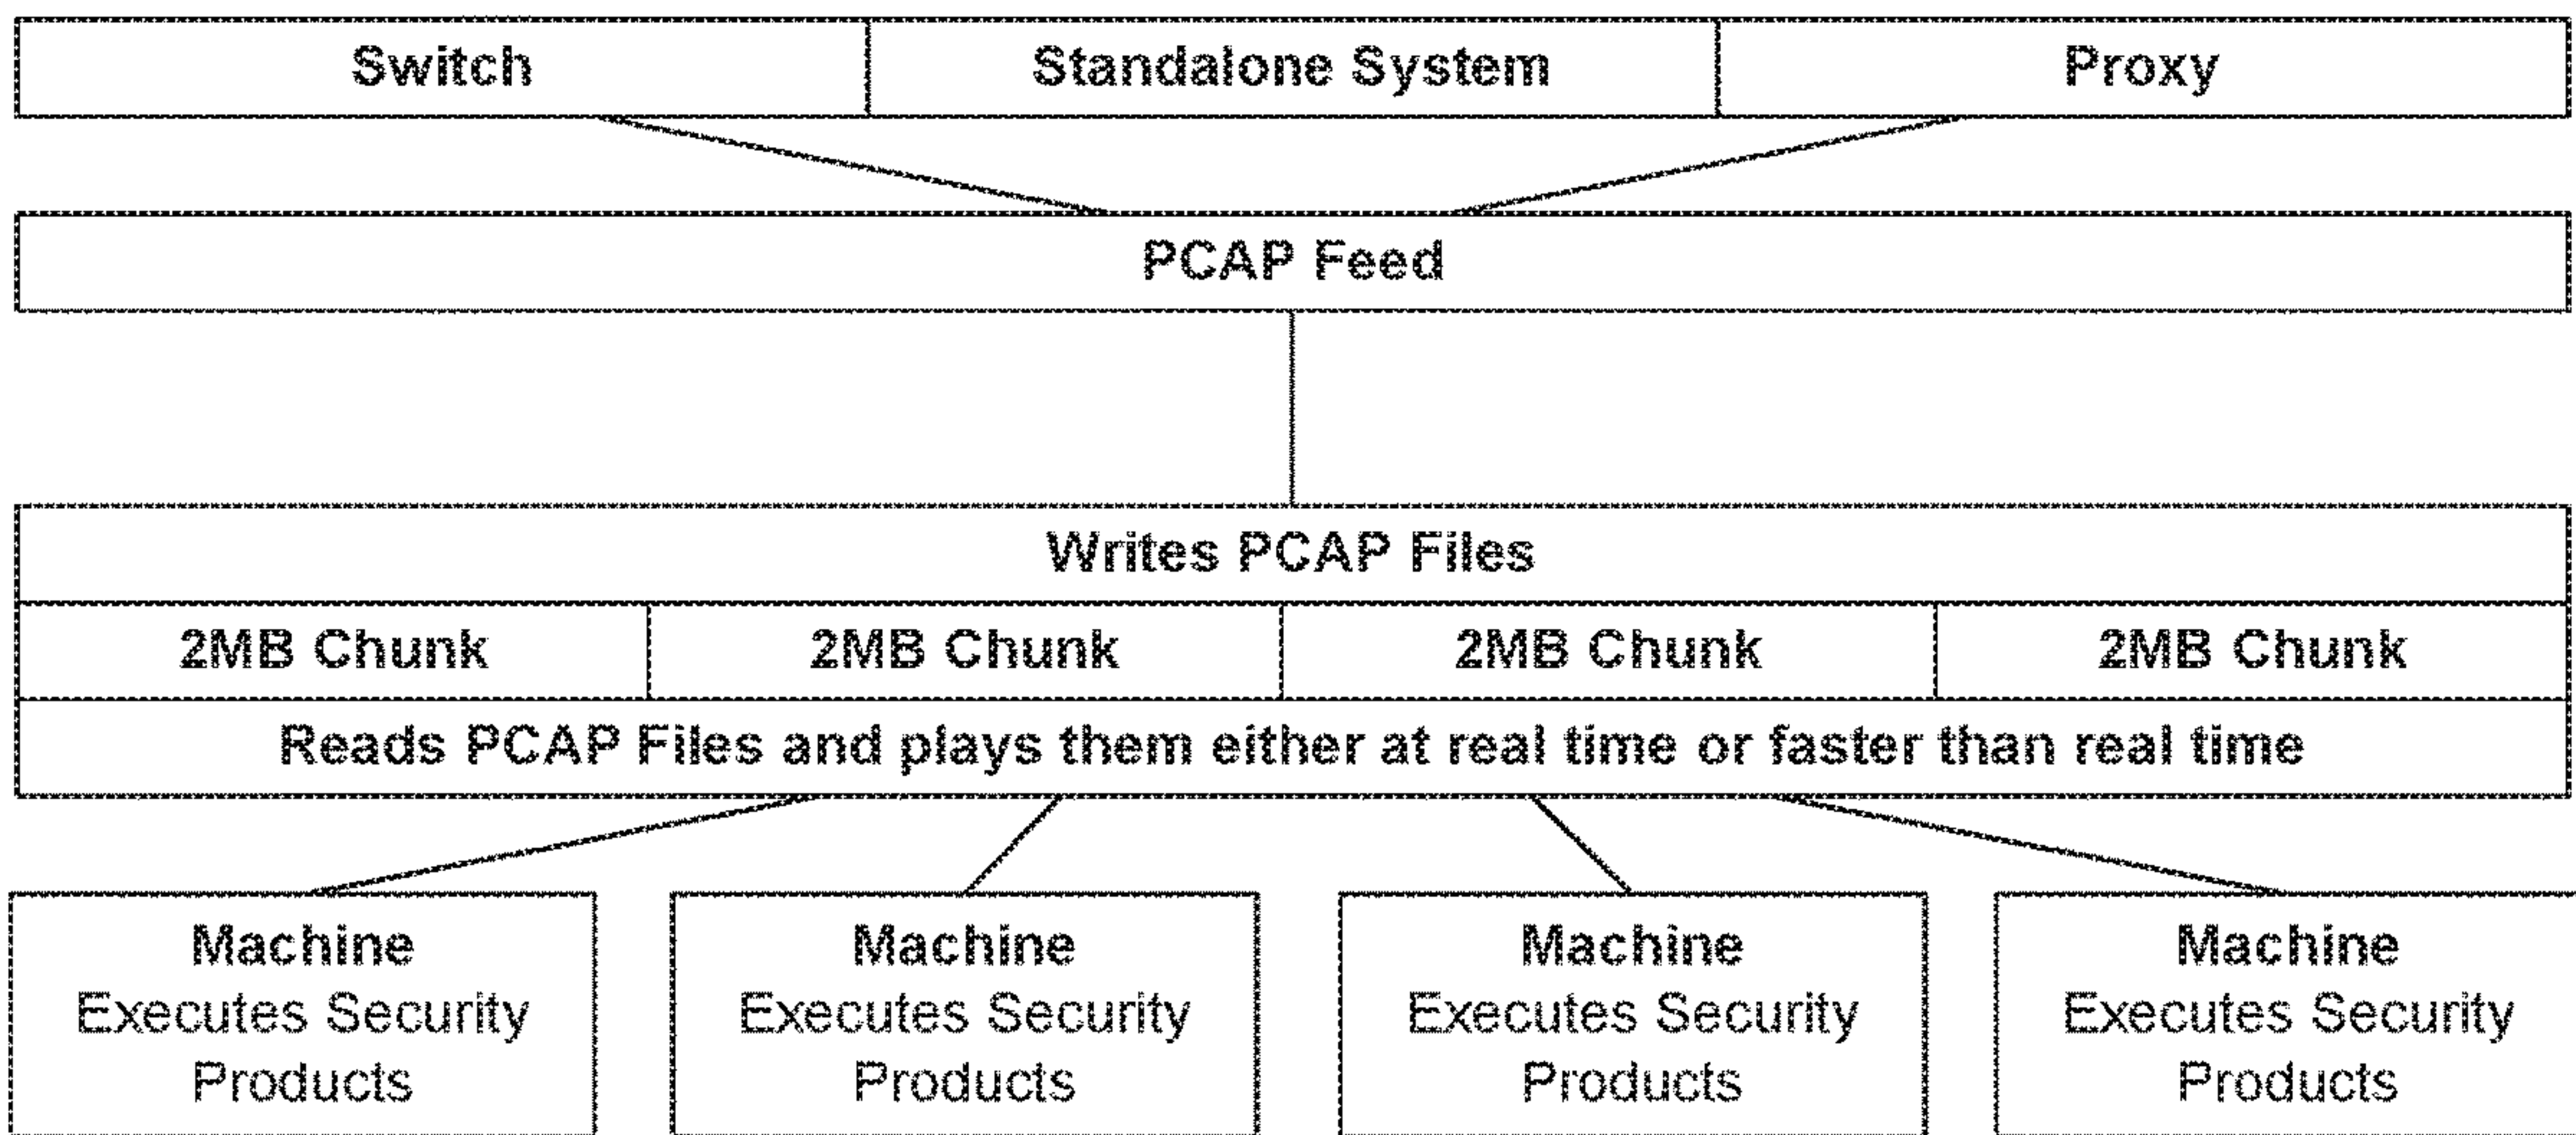 Switch
Standalone System
Proxy
PCAP Feed
Writes PCAP Files
2MB Chunk
2MB Chunk
2MB Chunk
2MB Chunk
Reads PCAP Files and plays them either at real time or faster than real time
Machine
Executes Security
Products
Machine
Executes Security
Products
Machine
Executes Security
Products
Machine
Executes Security
Products